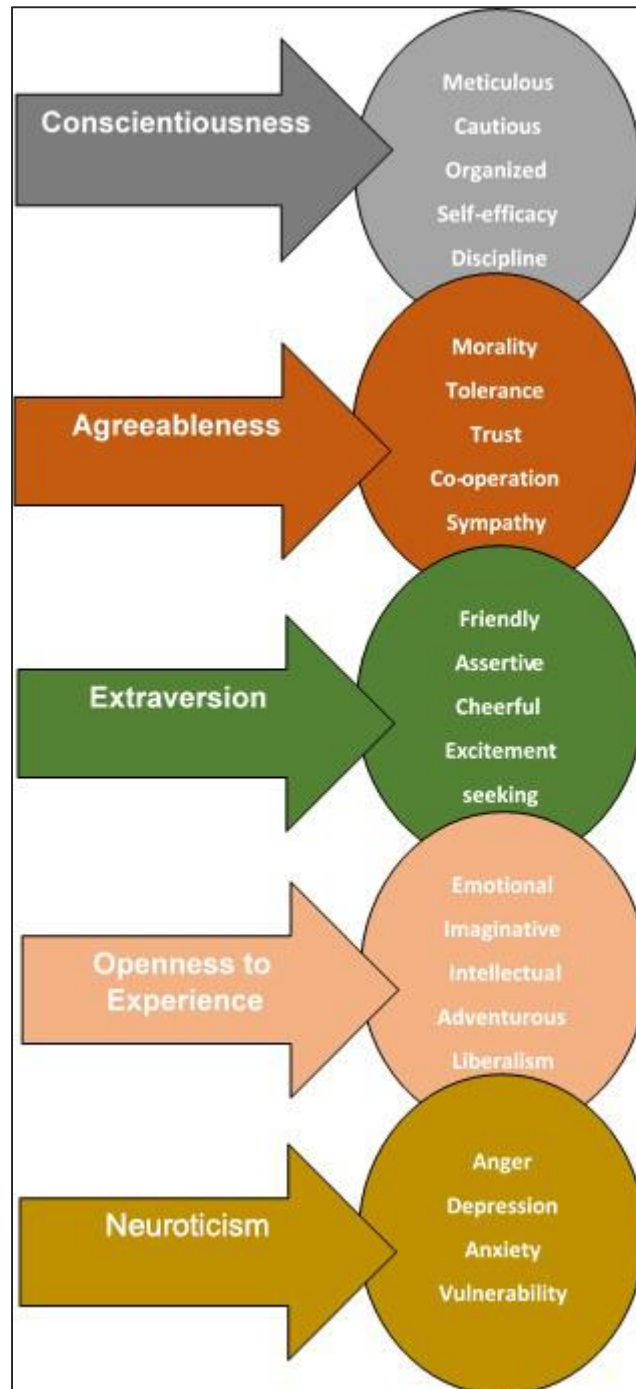 Conscientiousness
Meticulous
Cautious
Organized
Self-efficacy
Discipline
Agreeableness
Morality
Tolerance
Trust
Co-operation
Sympathy
Extraversion
Friendly
Assertive
Cheerful
Excitement
seeking
Openness to
Experience
Emotional
Imaginative
Intellectual
Adventurous
Liberalism
Neuroticism
Anger
Depression
Anxiety
Vulnerability